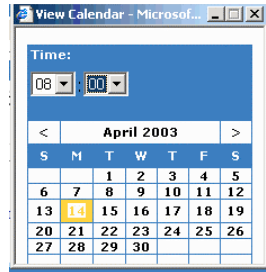 View Calendar - Microsof...
Time:
08 : 00
< April 2003 >
S M T W T F S
1 2 3 4 5
6 7 8 9 10 11 12
13 14 15 16 17 18 19
20 21 22 23 24 25 26
27 28 29 30